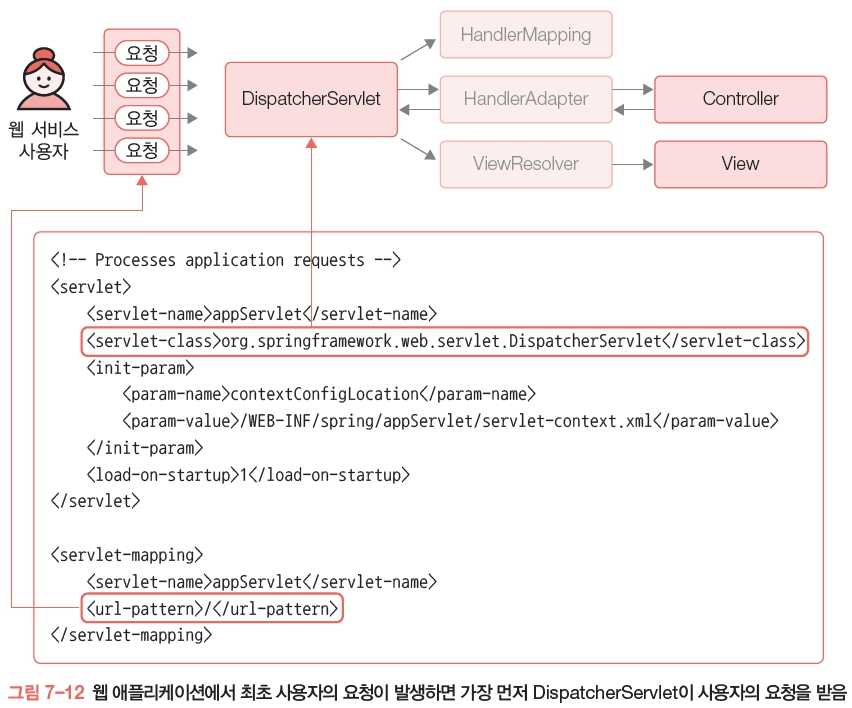 요청
요청
요청
요청
웹 서비스
사용자
DispatcherServlet
HandlerMapping
HandlerAdapter
Controller
ViewResolver
View
<!-- Processes application requests -->
<servlet>
<servlet-name>appServlet</servlet-name>
<servlet-class>org.springframework.web.servlet.DispatcherServlet</servlet-class>
<init-param>
<param-name>contextConfigLocation</param-name>
<param-value>/WEB-INF/spring/appServlet/servlet-context.xml</param-value>
</init-param>
<load-on-startup>1</load-on-startup>
</servlet>
<servlet-mapping>
<servlet-name>appServlet</servlet-name>
<url-pattern>/</url-pattern>
</servlet-mapping>
그림 7-12 웹 애플리케이션에서 최초 사용자의 요청이 발생하면 가장 먼저 DispatcherServlet이 사용자의 요청을 받음